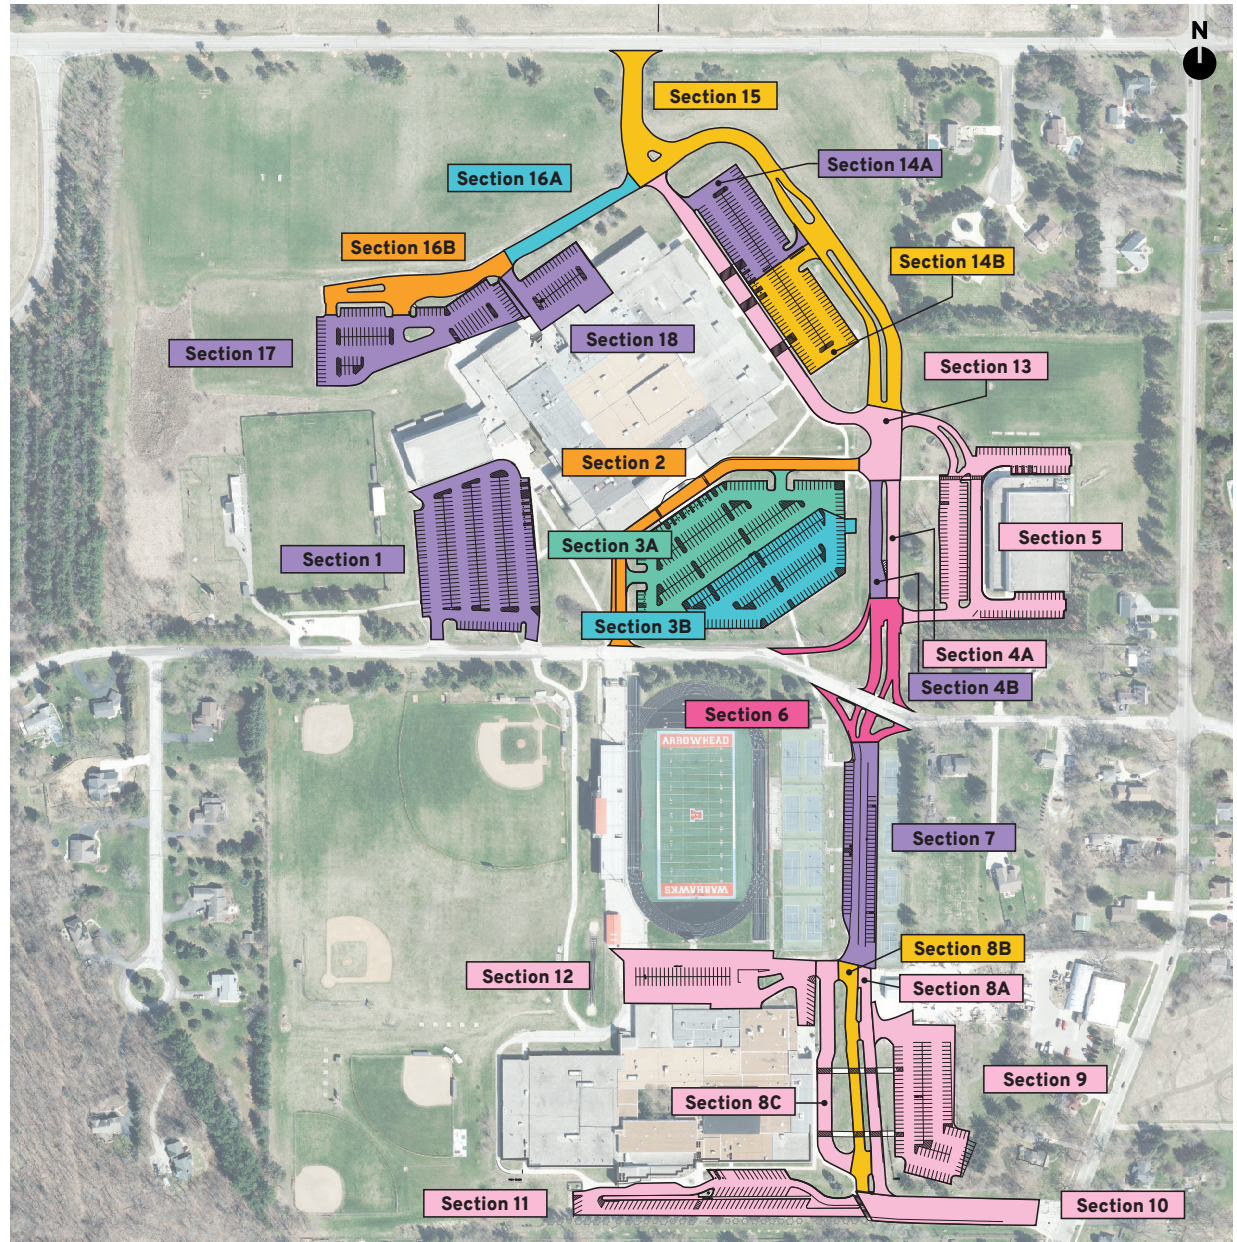 N
Section 15
Section 14A
Section 16A
Section 16B
Section 14B
Section 17
Section 18
Section 13
Section 2
Section 3A
Section 5
Section 1
Section 3B
Section 4A
Section 4B
Section 6
ARROWHEAD
Section 7
WARHAWKS
Section 8B
Section 12
Section 8A
Section 9
Section 8C
Section 11
Section 10